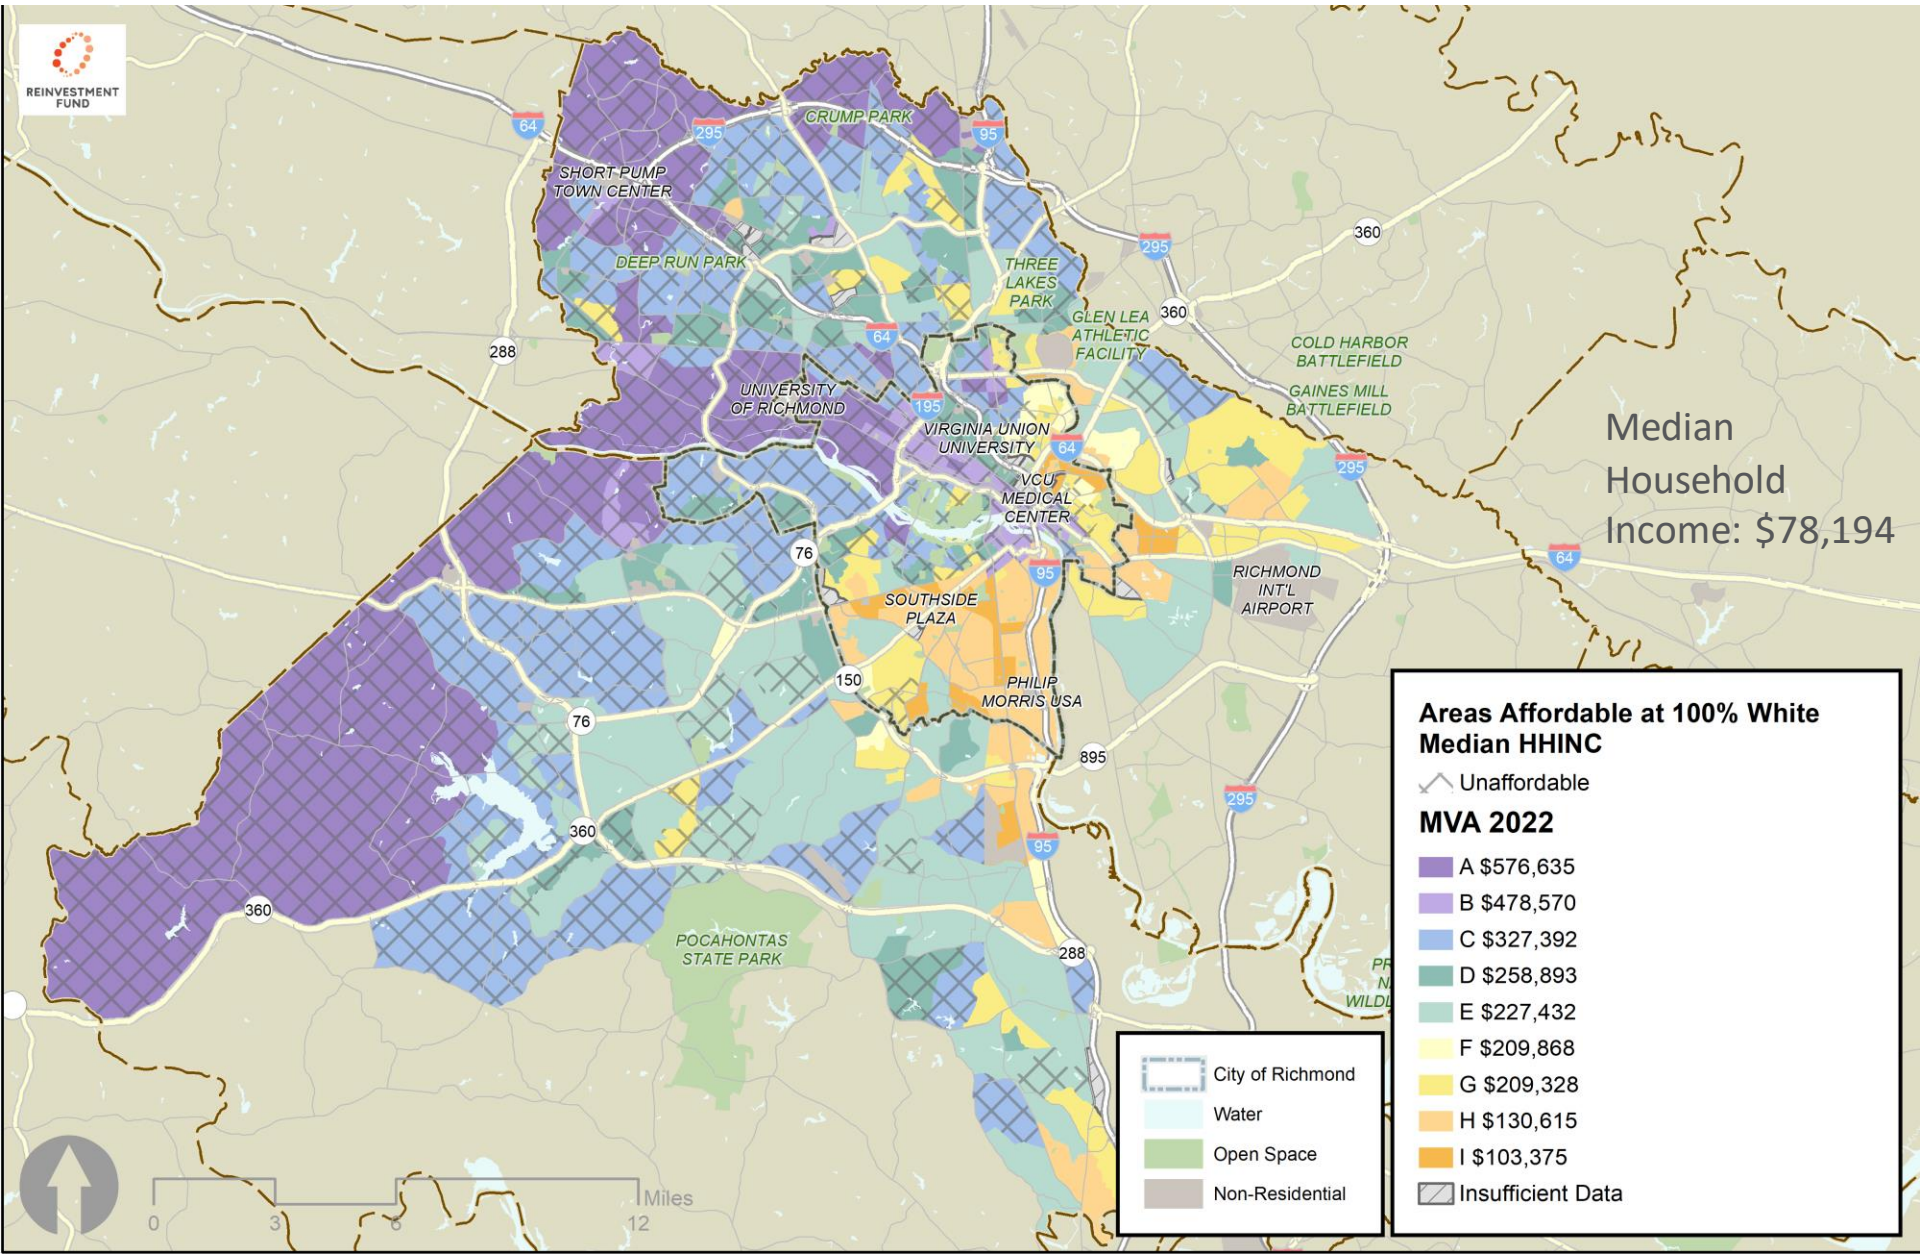 REINVESTMENT
FUND
64
295
CRUMP PARK
95
SHORT PUMP
TOWN CENTER
360
295
DEEP RUN PARK
THREE
LAKES
PARK
360
GLEN LEA
ATHLETIC
FACILITY
64
288
COLD HARBOR
BATTLEFIELD
UNIVERSITY
OF RICHMOND
GAINES MILL
BATTLEFIELD
195
VIRGINIA UNION
UNIVERSITY
64
295
Median
Household
Income: $78,194
VCU
MEDICAL
CENTER
76
64
95
RICHMOND
INT'L
AIRPORT
SOUTHSIDE
PLAZA
150
PHILIP
MORRIS USA
76
895
295
360
95
360
POCAHONTAS
STATE PARK
288
PR
N
WILDL
Areas Affordable at 100% White
Median HHINC
Unaffordable
MVA 2022
A $576,635
B $478,570
C $327,392
D $258,893
E $227,432
F $209,868
G $209,328
H $130,615
I $103,375
Insufficient Data
City of Richmond
Water
Open Space
Non-Residential
Miles
0 3 6 12